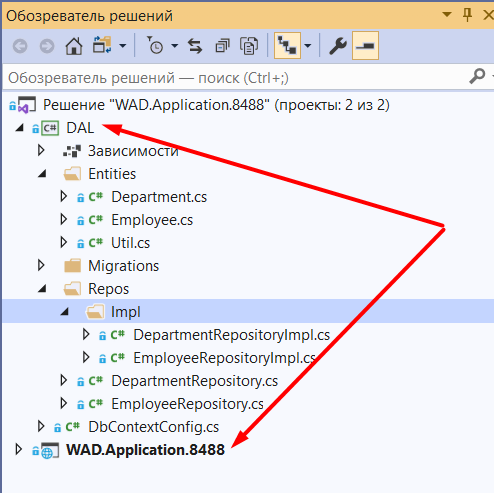 Обозреватель решений
Обозреватель решений — поиск (Ctrl+;)
Решение "WAD.Application.8488" (проекты: 2 из 2)
C# DAL
Зависимости
Entities
C# Department.cs
C# Employee.cs
C# Util.cs
Migrations
Repos
Impl
C# DepartmentRepositoryImpl.cs
C# EmployeeRepositoryImpl.cs
C# DepartmentRepository.cs
C# EmployeeRepository.cs
C# DbContextConfig.cs
WAD.Application.8488